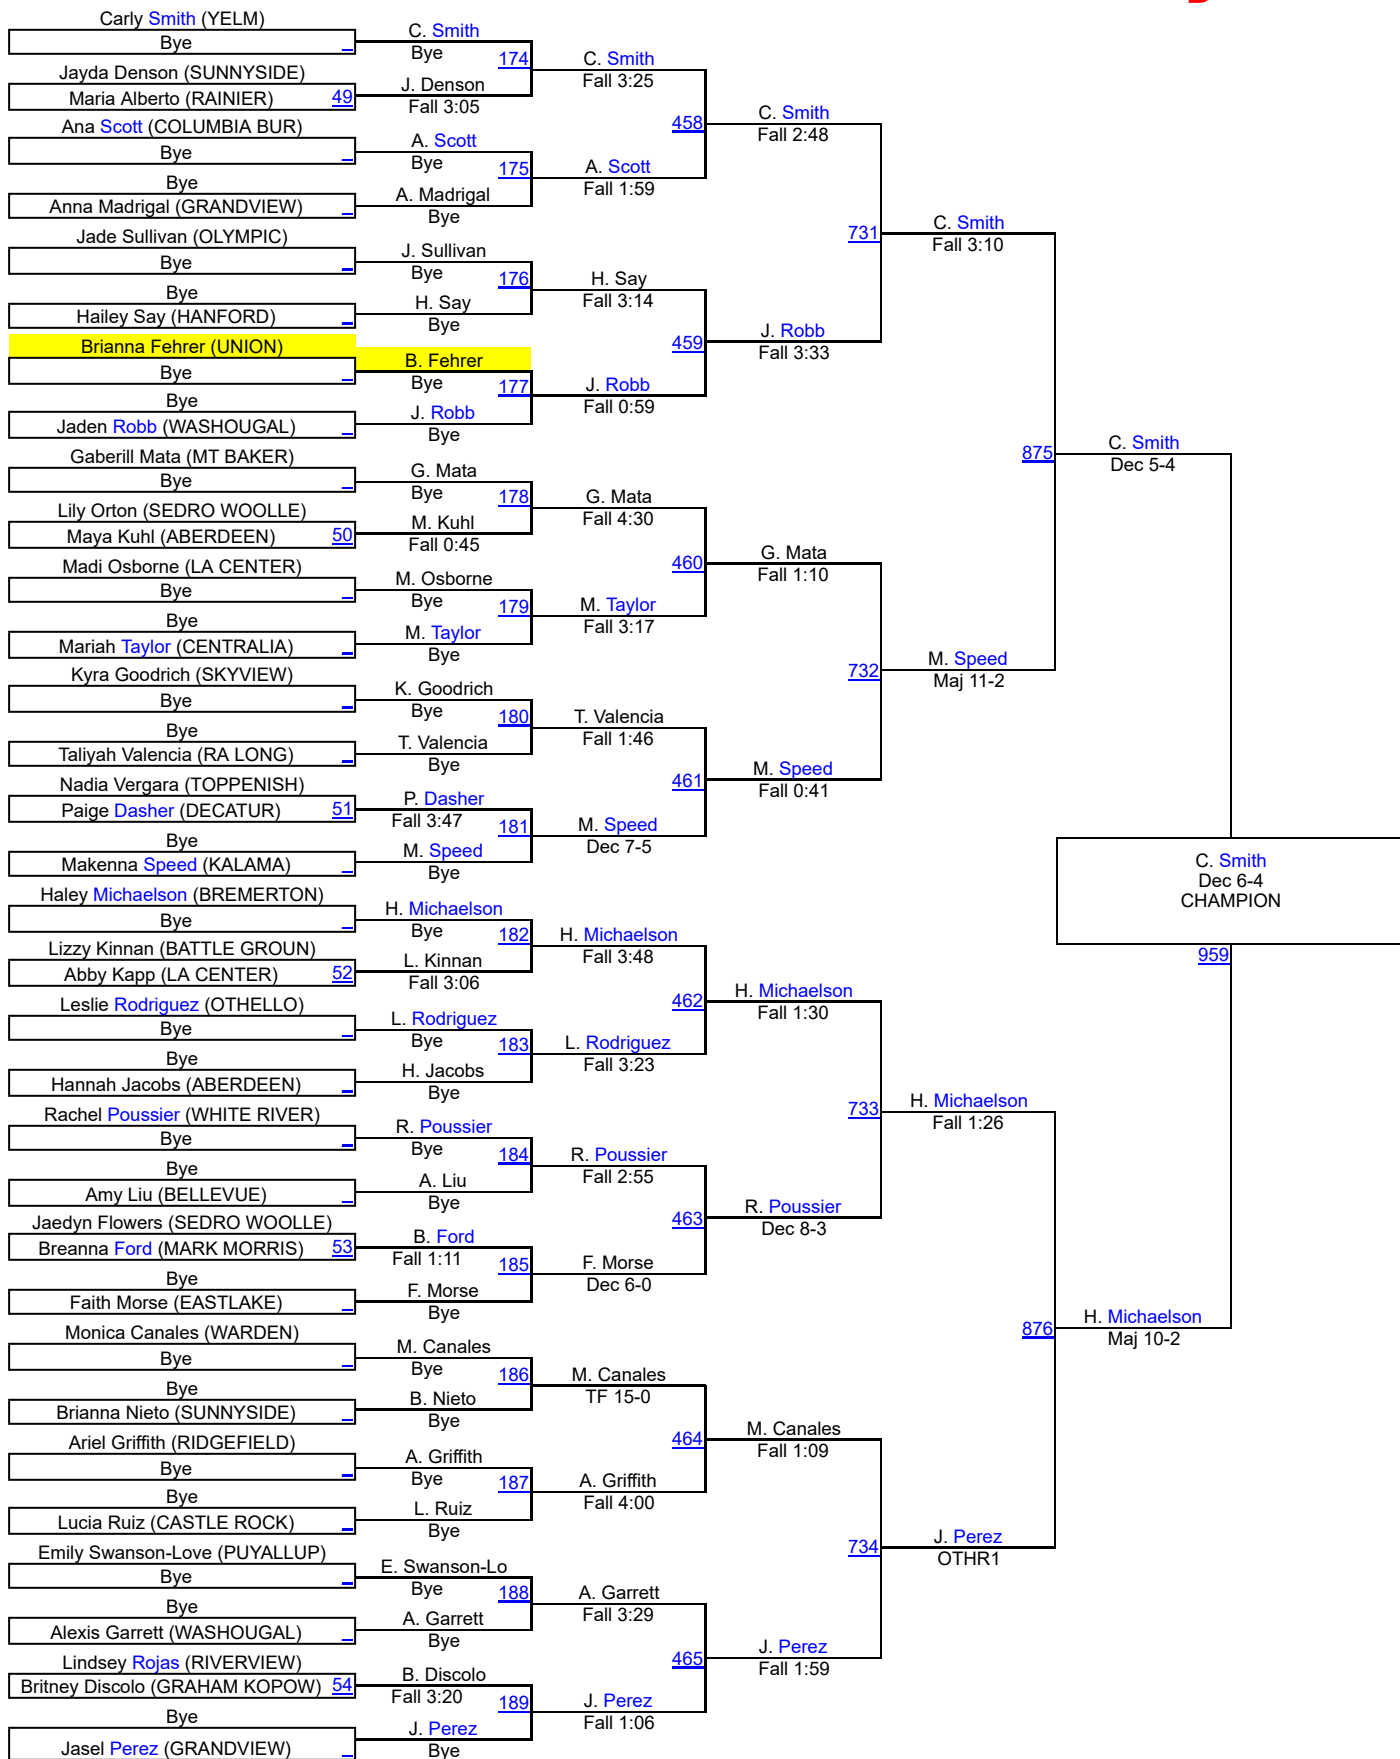 Carly Smith (YELM)
Bye
Jayda Denson (SUNNYSIDE)
Maria Alberto (RAINIER) 49
Ana Scott (COLUMBIA BUR)
Bye
Bye
Anna Madrigal (GRANDVIEW)
Jade Sullivan (OLYMPIC)
Bye
Bye
Hailey Say (HANFORD)
Brianna Fehrer (UNION)
Bye
Bye
Jaden Robb (WASHOUGAL)
Gaberill Mata (MT BAKER)
Bye
Lily Orton (SEDRO WOOLLE)
Maya Kuhl (ABERDEEN) 50
Madi Osborne (LA CENTER)
Bye
Bye
Mariah Taylor (CENTRALIA)
Kyra Goodrich (SKYVIEW)
Bye
Bye
Taliyah Valencia (RA LONG)
Nadia Vergara (TOPPENISH)
Paige Dasher (DECATUR) 51
Bye
Makenna Speed (KALAMA)
Haley Michaelson (BREMERTON)
Bye
Lizzy Kinnan (BATTLE GROUN)
Abby Kapp (LA CENTER) 52
Leslie Rodriguez (OTHELLO)
Bye
Bye
Hannah Jacobs (ABERDEEN)
Rachel Poussier (WHITE RIVER)
Bye
Bye
Amy Liu (BELLEVUE)
Jaedyn Flowers (SEDRO WOOLLE)
Breanna Ford (MARK MORRIS) 53
Bye
Faith Morse (EASTLAKE)
Monica Canales (WARDEN)
Bye
Bye
Brianna Nieto (SUNNYSIDE)
Ariel Griffith (RIDGEFIELD)
Bye
Bye
Lucia Ruiz (CASTLE ROCK)
Emily Swanson-Love (PUYALLUP)
Bye
Bye
Alexis Garrett (WASHOUGAL)
Lindsey Rojas (RIVERVIEW)
Britney Discolo (GRAHAM KOPOW) 54
Bye
Jasel Perez (GRANDVIEW)
C. Smith
Bye
174
J. Denson
Fall 3:05
A. Scott
Bye
175
A. Madrigal
Bye
J. Sullivan
Bye
176
H. Say
Bye
B. Fehrer
Bye
177
J. Robb
Bye
G. Mata
Bye
178
M. Kuhl
Fall 0:45
M. Osborne
Bye
179
M. Taylor
Bye
K. Goodrich
Bye
180
T. Valencia
Bye
P. Dasher
Fall 3:47
181
M. Speed
Bye
H. Michaelson
Bye
182
L. Kinnan
Fall 3:06
L. Rodriguez
Bye
183
H. Jacobs
Bye
R. Poussier
Bye
184
A. Liu
Bye
B. Ford
Fall 1:11
185
F. Morse
Bye
M. Canales
Bye
186
B. Nieto
Bye
A. Griffith
Bye
187
L. Ruiz
Bye
E. Swanson-Lo
Bye
188
A. Garrett
Bye
B. Discolo
Fall 3:20
189
J. Perez
Bye
C. Smith
Fall 3:25
458
A. Scott
Fall 1:59
H. Say
Fall 3:14
459
J. Robb
Fall 0:59
G. Mata
Fall 4:30
460
M. Taylor
Fall 3:17
T. Valencia
Fall 1:46
461
M. Speed
Dec 7-5
H. Michaelson
Fall 3:48
462
L. Rodriguez
Fall 3:23
R. Poussier
Fall 2:55
463
F. Morse
Dec 6-0
M. Canales
TF 15-0
464
A. Griffith
Fall 4:00
A. Garrett
Fall 3:29
465
J. Perez
Fall 1:06
C. Smith
Fall 2:48
731
J. Robb
Fall 3:33
G. Mata
Fall 1:10
732
M. Speed
Fall 0:41
H. Michaelson
Fall 1:30
733
R. Poussier
Dec 8-3
M. Canales
Fall 1:09
734
J. Perez
Fall 1:59
C. Smith
Fall 3:10
875
M. Speed
Maj 11-2
H. Michaelson
Fall 1:26
876
J. Perez
OTHR1
C. Smith
Dec 5-4
H. Michaelson
Maj 10-2
C. Smith
Dec 6-4
CHAMPION
959